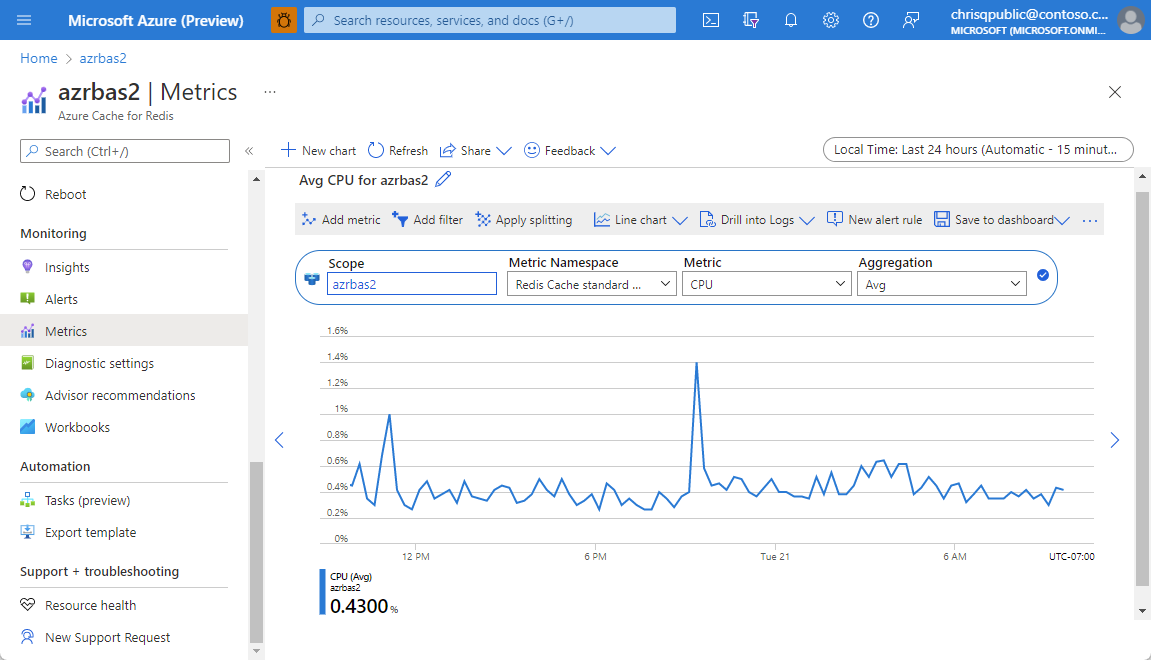 Microsoft Azure (Preview)
Search resources, services, and docs (G+/)
chrisqpublic@contoso.c...
MICROSOFT (MICROSOFT.ONMI...
Home > azrbas2
azrbas2 | Metrics ...
Azure Cache for Redis
Search (Ctrl+/)
«
Reboot
Monitoring
Insights
Alerts
Metrics
Diagnostic settings
Advisor recommendations
Workbooks
Automation
Tasks (preview)
Export template
Support + troubleshooting
Resource health
New Support Request
New chart Refresh Share Feedback
Local Time: Last 24 hours (Automatic - 15 minut...
Avg CPU for azrbas2
Add metric Add filter Apply splitting Line chart Drill into Logs New alert rule Save to dashboard ...
Scope Metric Namespace Metric Aggregation
azrbas2 Redis Cache standard ... CPU Avg
1.6%
1.4%
1.2%
1%
0.8%
0.6%
0.4%
0.2%
0%
12 PM 6 PM Tue 21 6 AM UTC-07:00
CPU (Avg)
azrbas2
0.4300 %